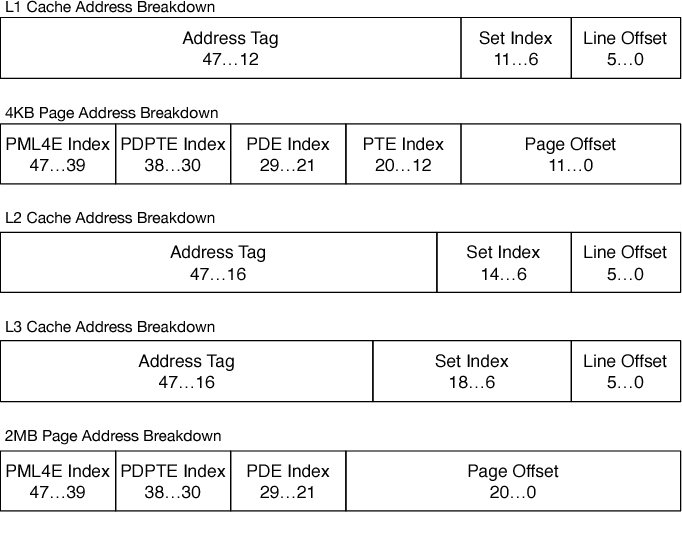 L1 Cache Address Breakdown
Address Tag Set Index Line Offset
47…12 11…6 5…0
4KB Page Address Breakdown
PML4E Index PDPTE Index PDE Index PTE Index Page Offset
47…39 38…30 29…21 20…12 11…0
L2 Cache Address Breakdown
Address Tag Set Index Line Offset
47…16 14…6 5…0
L3 Cache Address Breakdown
Address Tag Set Index Line Offset
47…16 18…6 5…0
2MB Page Address Breakdown
PML4E Index PDPTE Index PDE Index Page Offset
47…39 38…30 29…21 20…0